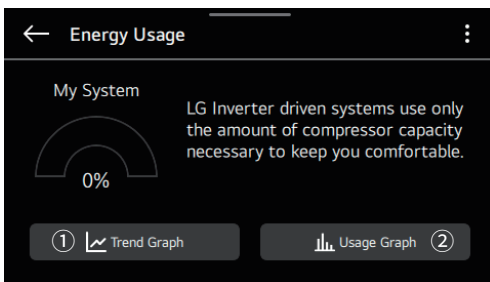 Energy Usage
My System
LG Inverter driven systems use only
the amount of compressor capacity
necessary to keep you comfortable.
0%
① Trend Graph
Usage Graph ②